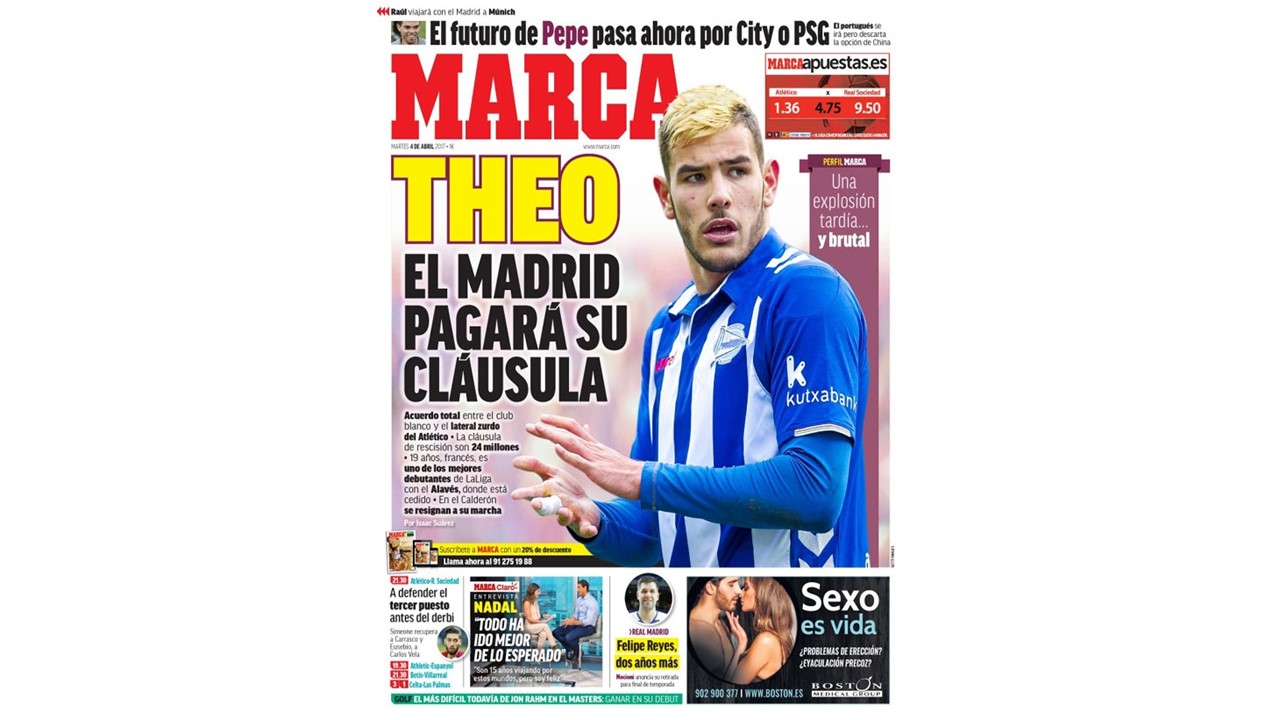 Raúl viajará con el Madrid a Múnich
El futuro de Pepe pasa ahora por City o PSG
El portugués se
irá pero descarta
la opción de China
MARCA
MARCAapuestas.es
Atlético x Real Sociedad
1.36 4.75 9.50
MARTES 4 DE ABRIL 2017 • 1€
www.marca.com
THEO
EL MADRID
PAGARÁ SU
CLÁUSULA
Acuerdo total entre el club
blanco y el lateral zurdo
del Atlético • La cláusula
de rescisión son 24 millones
• 19 años, francés, es
uno de los mejores
debutantes de LaLiga
con el Alavés, donde está
cedido • En el Calderón
se resignan a su marcha
Por Isaac Suárez
PERFIL MARCA
Una
explosión
tardía...
y brutal
kutxabank
Suscríbete a MARCA con un 20% de descuento
Llama ahora al 91 275 19 88
21.30 Atlético-R. Sociedad
A defender el
tercer puesto
antes del derbi
Simeone recupera
a Carrasco y
Eusebio, a
Carlos Vela
19.30 Athletic-Espanyol
21.30 Betis-Villarreal
3 1 Celta-Las Palmas
MARCA Claro
ENTREVISTA
NADAL
"TODO HA
IDO MEJOR
DE LO ESPERADO"
"Son 15 años viajando por
estos mundos, pero soy feliz"
REAL MADRID
Felipe Reyes,
dos años más
Nocioni anuncia su retirada
para final de temporada
Sexo
es vida
¿PROBLEMAS DE ERECCIÓN?
¿EYACULACIÓN PRECOZ?
902 900 377 | WWW.BOSTON.ES
BOSTON
MEDICAL GROUP
GOLF EL MÁS DIFÍCIL TODAVÍA DE JON RAHM EN EL MASTERS: GANAR EN SU DEBUT